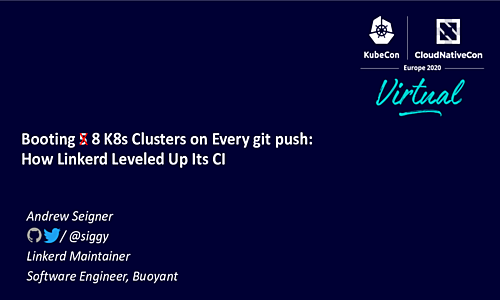 KubeCon
CloudNativeCon
Europe 2020
Virtual
Booting 5 8 K8s Clusters on Every git push:
How Linkerd Leveled Up Its CI
Andrew Seigner
/ @siggy
Linkerd Maintainer
Software Engineer, Buoyant